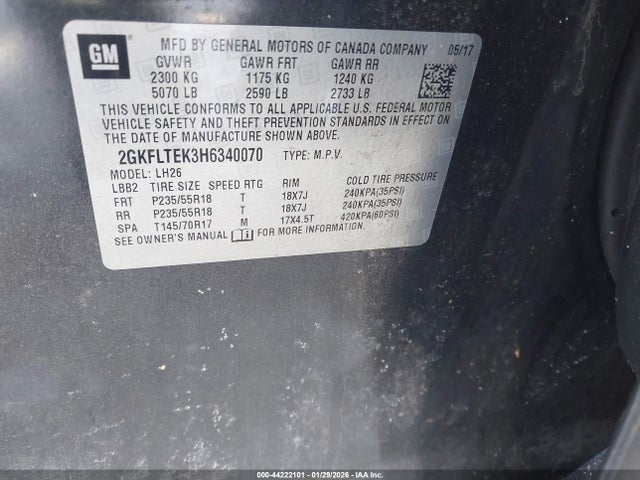 GM
MFD BY GENERAL MOTORS OF CANADA COMPANY 05/17
GVWR GAWR FRT GAWR RR
2300 KG 1175 KG 1240 KG
5070 LB 2590 LB 2733 LB
THIS VEHICLE CONFORMS TO ALL APPLICABLE U.S. FEDERAL MOTOR
VEHICLE SAFETY AND THEFT PREVENTION STANDARDS IN EFFECT ON
THE DATE OF MANUFACTURE SHOWN ABOVE.
2GKFLTEK3H6340070 TYPE: M.P.V.
MODEL: LH26
LBB2 TIRE SIZE SPEED RTG RIM COLD TIRE PRESSURE
FRT P235/55R18 T 18X7J 240KPA(35PSI)
RR P235/55R18 T 18X7J 240KPA(35PSI)
SPA T145/70R17 M 17X4.5T 420KPA(60PSI)
SEE OWNER'S MANUAL FOR MORE INFORMATION
000-44222101 - 01/29/2026 - IAAI Inc. (C)